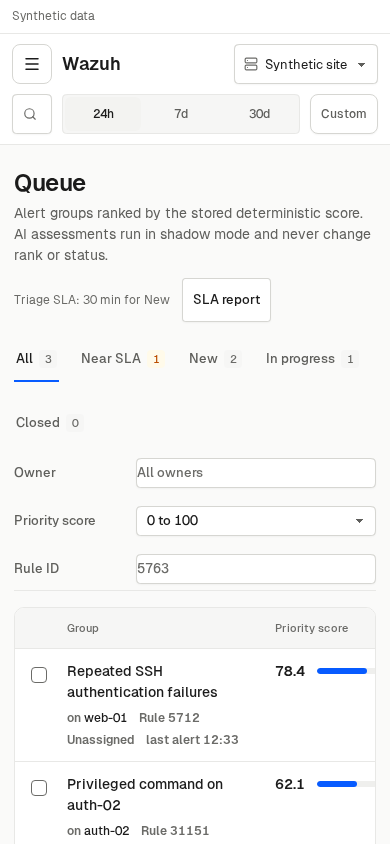 Synthetic data
Wazuh
Synthetic site
24h 7d 30d Custom
Queue
Alert groups ranked by the stored deterministic score.
AI assessments run in shadow mode and never change
rank or status.
Triage SLA: 30 min for New SLA report
All 3 Near SLA 1 New 2 In progress 1
Closed 0
Owner All owners
Priority score 0 to 100
Rule ID 5763
Group Priority score
Repeated SSH 78.4
authentication failures
on web-01 Rule 5712
Unassigned last alert 12:33
Privileged command on 62.1
auth-02
on auth-02 Rule 31151